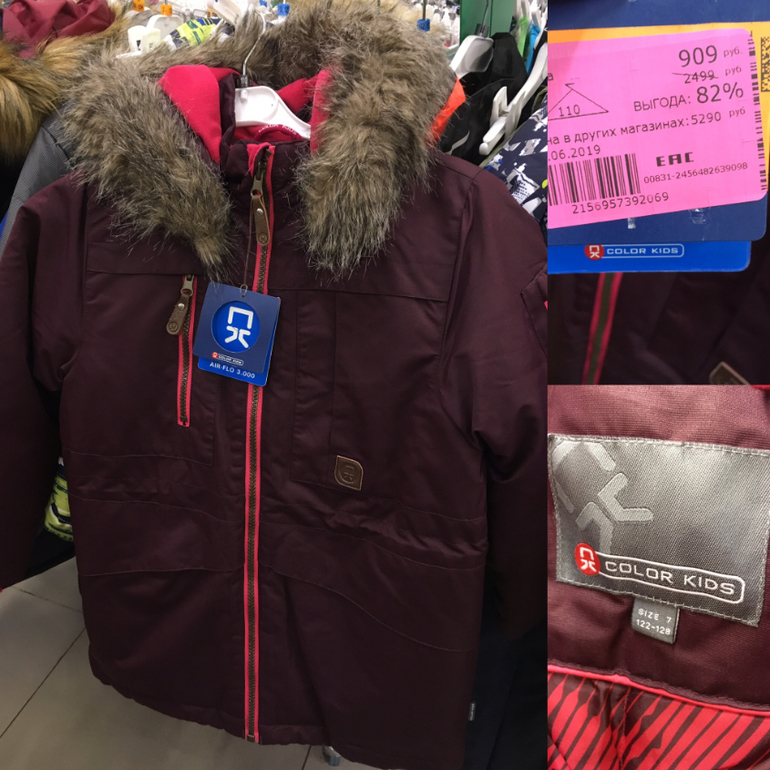 COLOR KIDS
AIR-FLO 3.000
909 руб
2499 руб
ВЫГОДА: 82%
110
на в других магазинах: 5290 руб
.06.2019
EAC
00831-2456482639098
2156957392069
COLOR KIDS
COLOR KIDS
SIZE 7
122-128